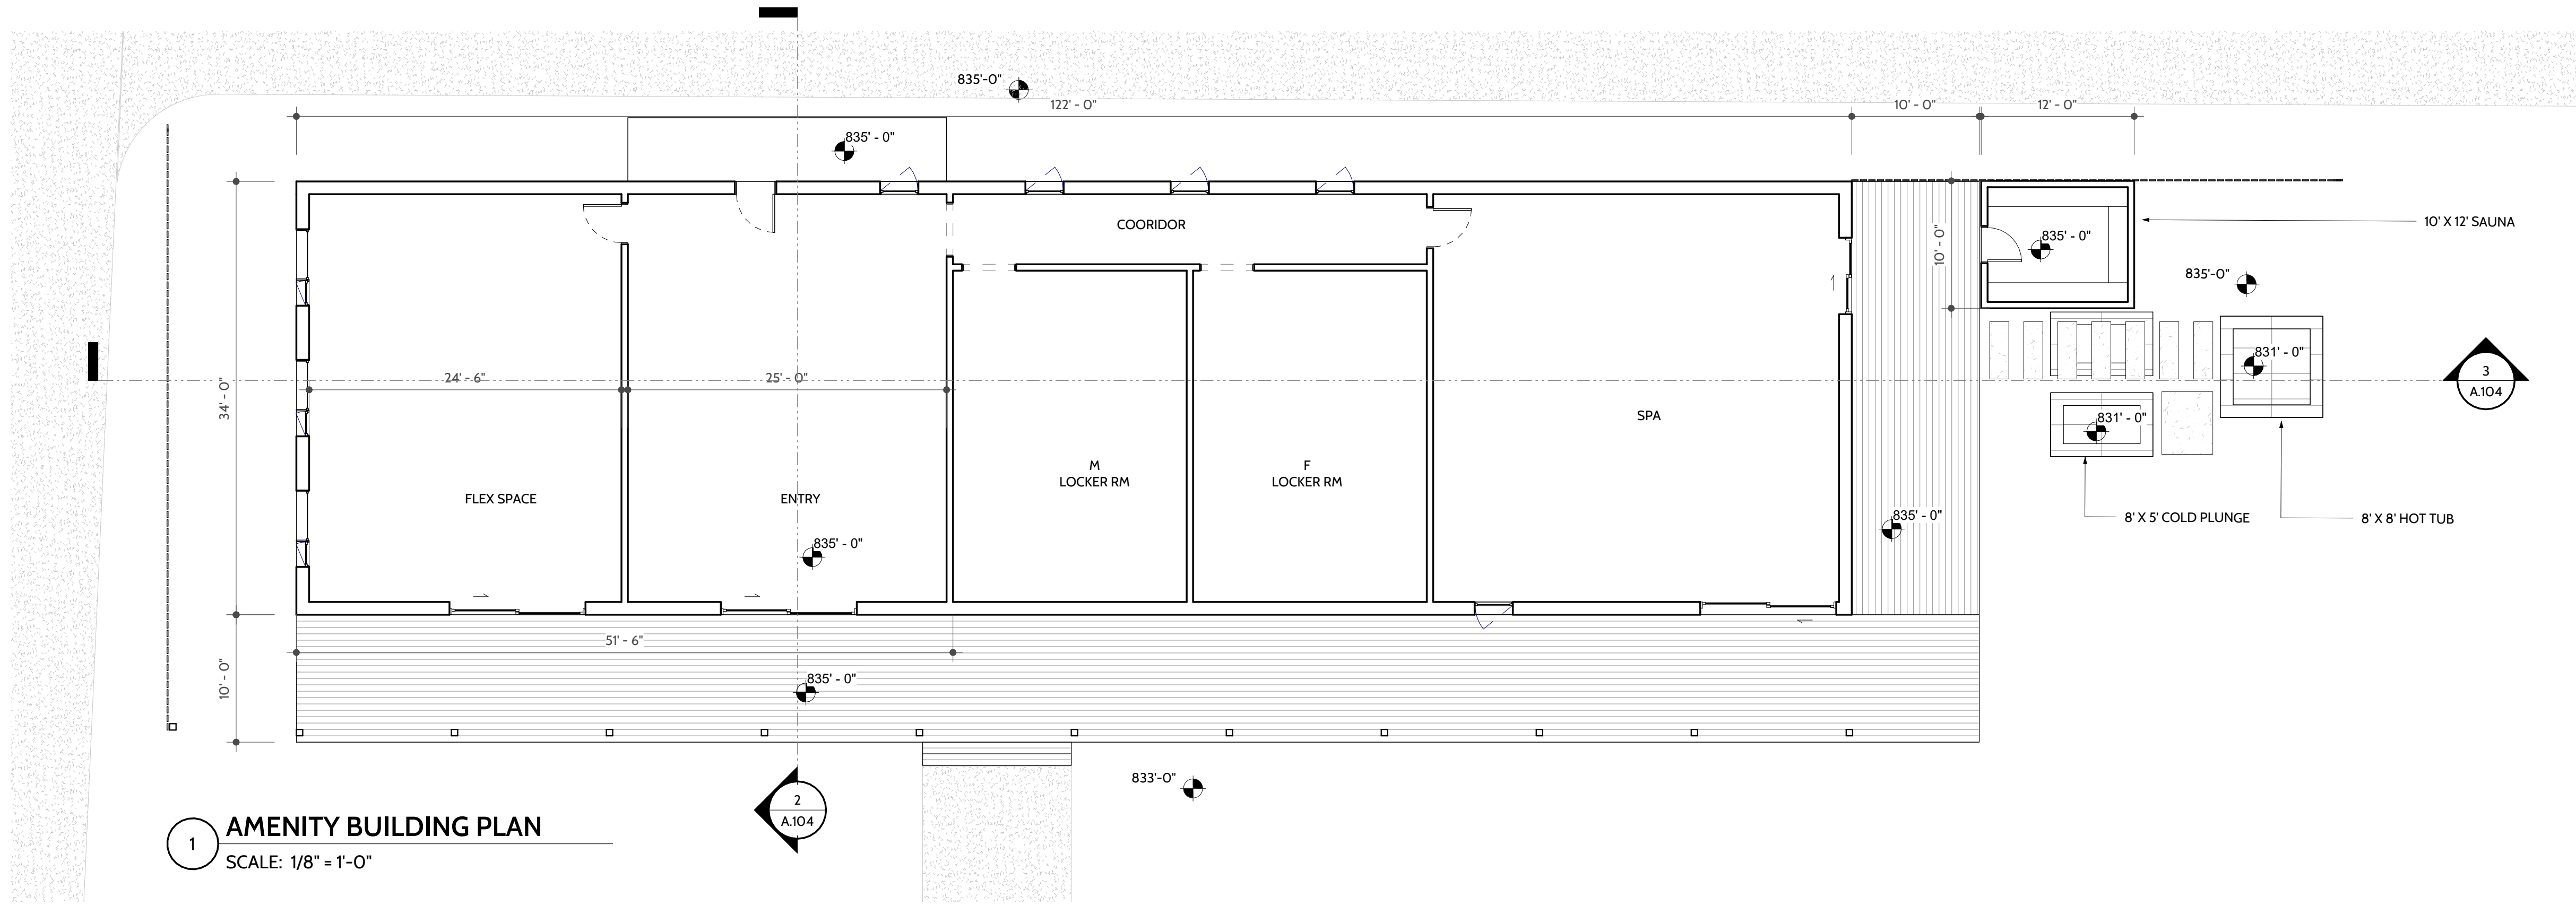 835'-0"
122' - 0"
10' - 0"
12' - 0"
835' - 0"
COORIDOR
10' - 0"
835' - 0"
10' X 12' SAUNA
835'-0"
34' - 0"
24' - 6"
25' - 0"
831' - 0"
3
A.104
SPA
831' - 0"
M
LOCKER RM
F
LOCKER RM
FLEX SPACE
ENTRY
835' - 0"
8' X 5' COLD PLUNGE
8' X 8' HOT TUB
835' - 0"
51' - 6"
10' - 0"
835' - 0"
833'-0"
2
A.104
1
AMENITY BUILDING PLAN
SCALE: 1/8" = 1'-0"